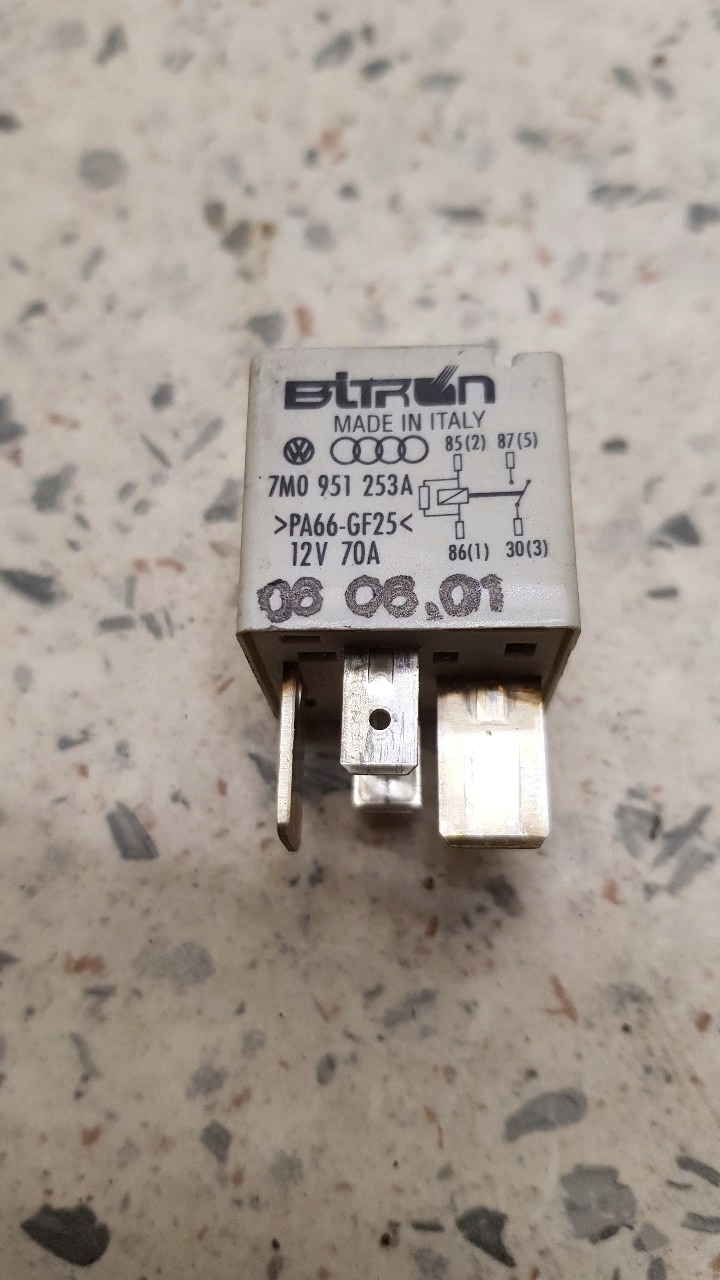 BITRON
MADE IN ITALY
85(2) 87(5)
7M0 951 253A
>PA66-GF25<
12V 70A
86(1) 30(3)
06 06.01